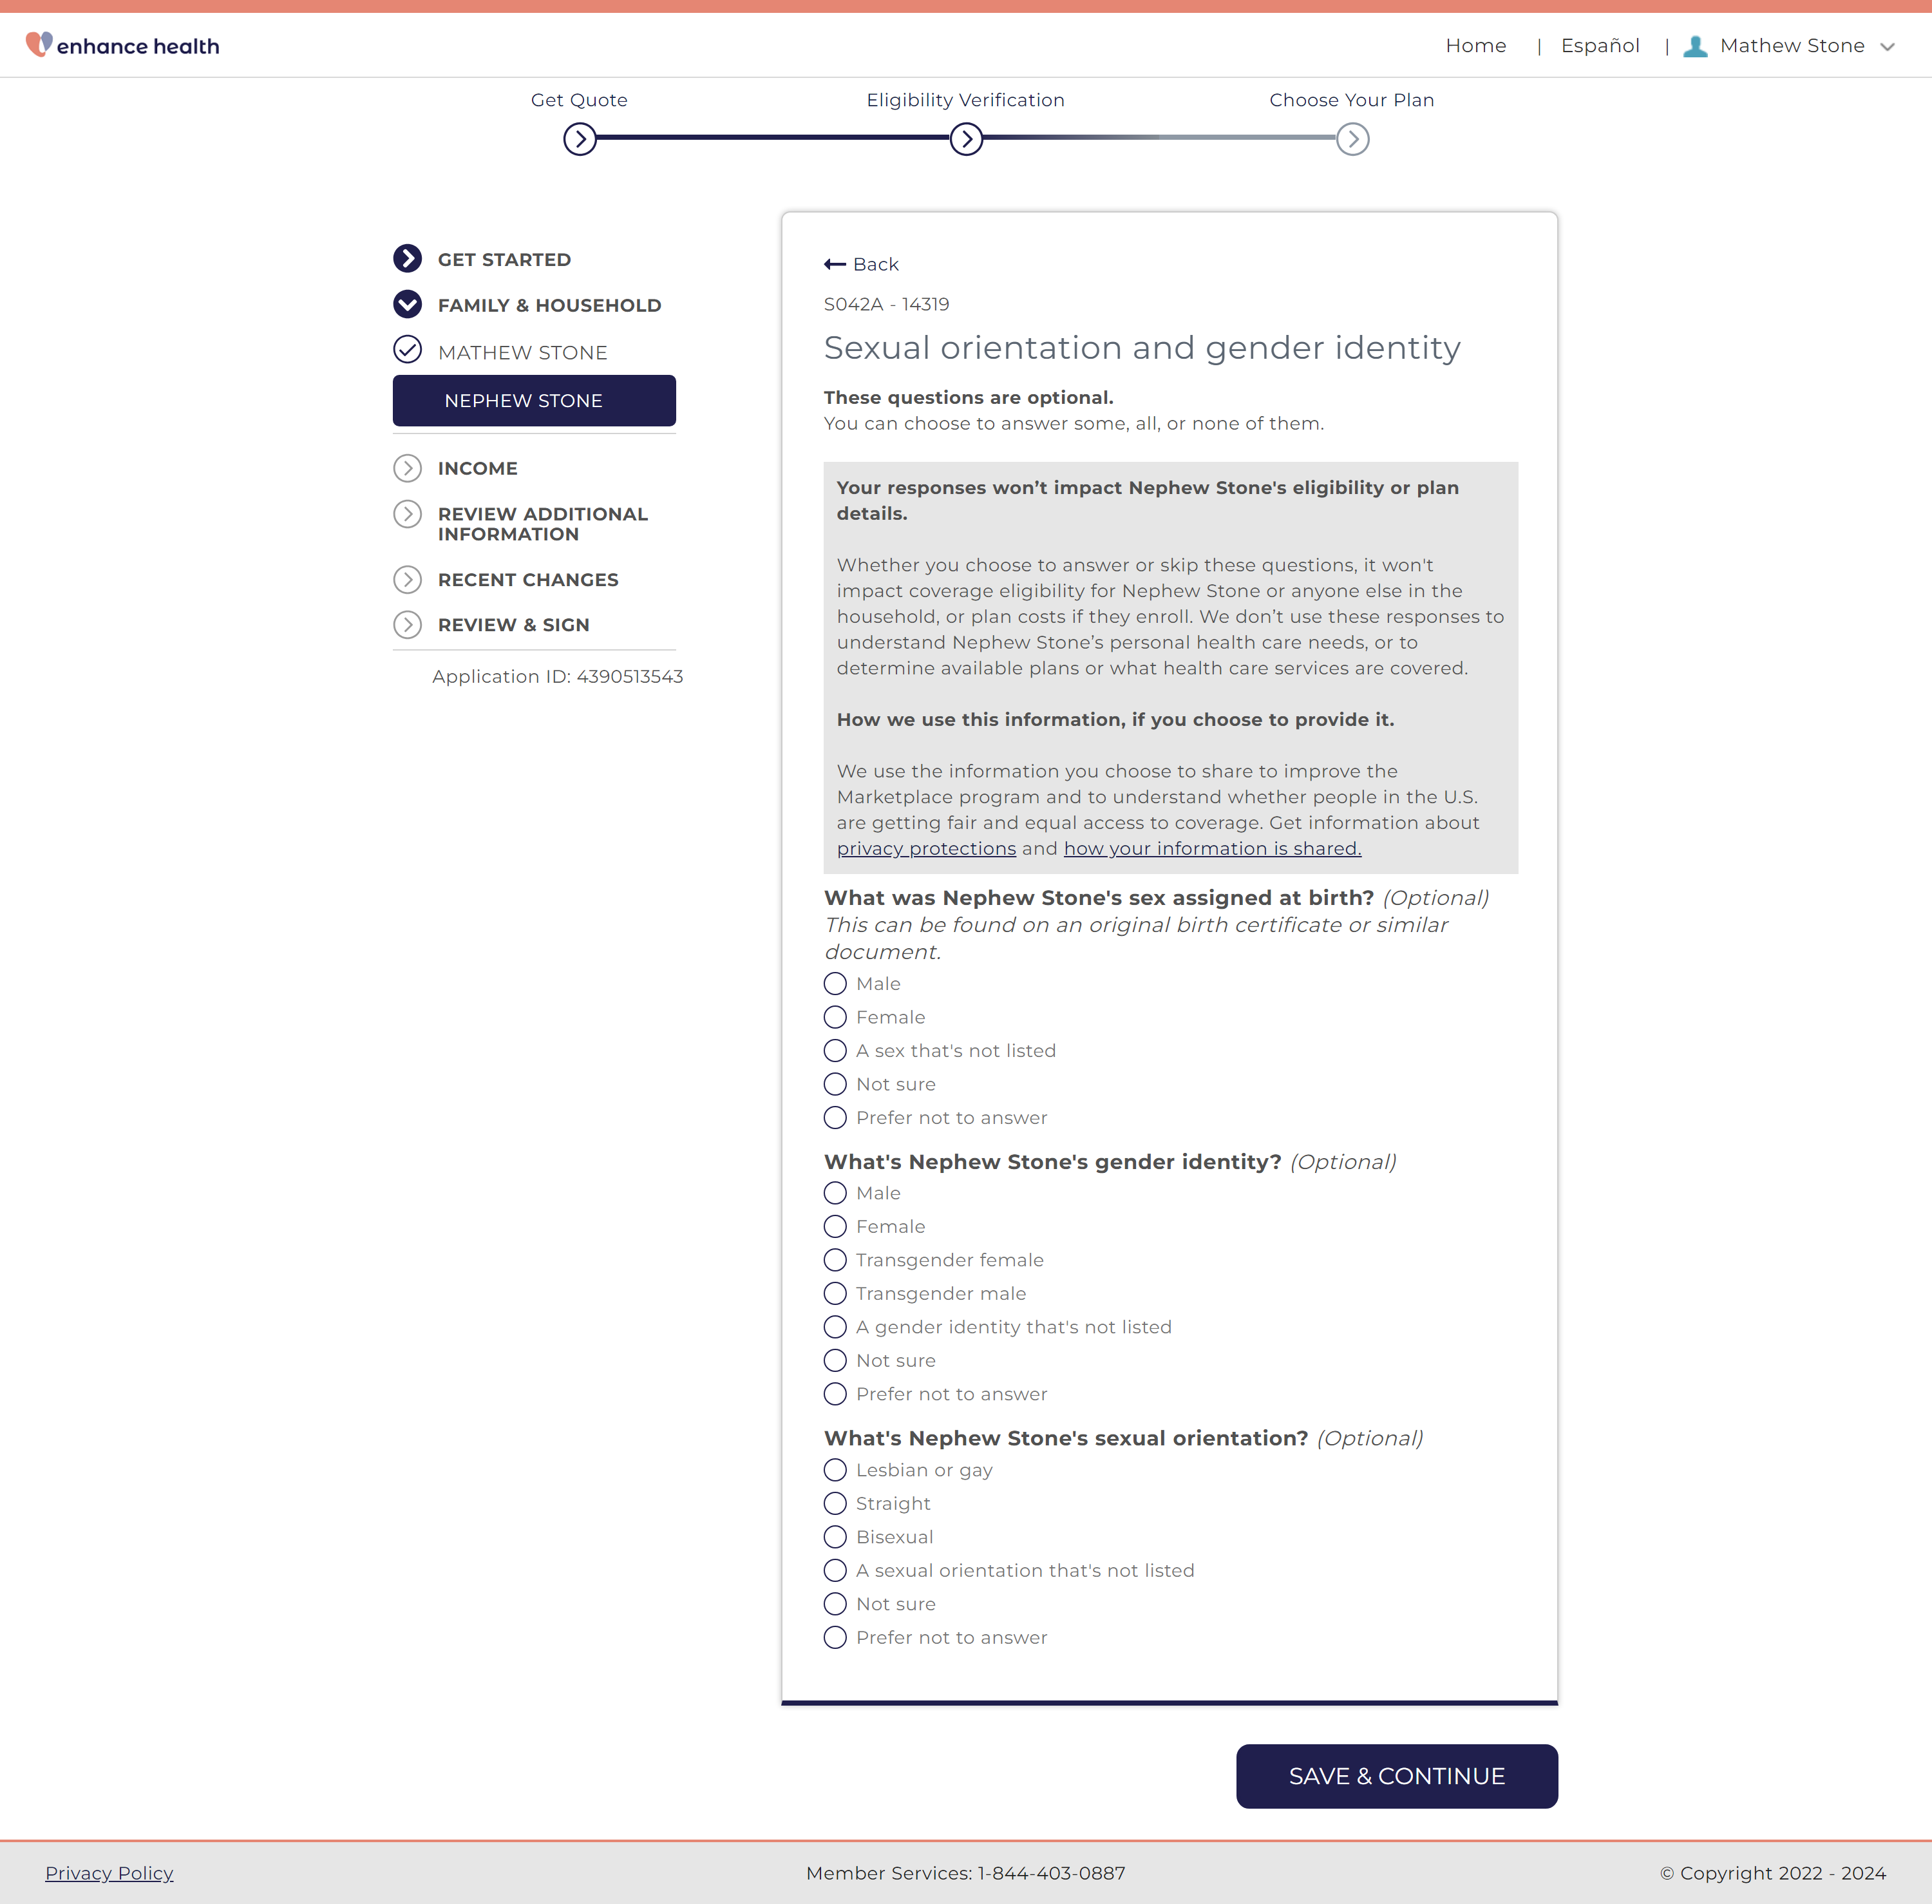 enhance health
Home | Español | Mathew Stone
Get Quote
Eligibility Verification
Choose Your Plan
GET STARTED
FAMILY & HOUSEHOLD
MATHEW STONE
NEPHEW STONE
INCOME
REVIEW ADDITIONAL
INFORMATION
RECENT CHANGES
REVIEW & SIGN
Application ID: 4390513543
Back
S042A - 14319
Sexual orientation and gender identity
These questions are optional.
You can choose to answer some, all, or none of them.
Your responses won’t impact Nephew Stone's eligibility or plan
details.
Whether you choose to answer or skip these questions, it won't
impact coverage eligibility for Nephew Stone or anyone else in the
household, or plan costs if they enroll. We don’t use these responses to
understand Nephew Stone’s personal health care needs, or to
determine available plans or what health care services are covered.
How we use this information, if you choose to provide it.
We use the information you choose to share to improve the
Marketplace program and to understand whether people in the U.S.
are getting fair and equal access to coverage. Get information about
privacy protections and how your information is shared.
What was Nephew Stone's sex assigned at birth? (Optional)
This can be found on an original birth certificate or similar
document.
Male
Female
A sex that's not listed
Not sure
Prefer not to answer
What's Nephew Stone's gender identity? (Optional)
Male
Female
Transgender female
Transgender male
A gender identity that's not listed
Not sure
Prefer not to answer
What's Nephew Stone's sexual orientation? (Optional)
Lesbian or gay
Straight
Bisexual
A sexual orientation that's not listed
Not sure
Prefer not to answer
SAVE & CONTINUE
Privacy Policy
Member Services: 1-844-403-0887
© Copyright 2022 - 2024